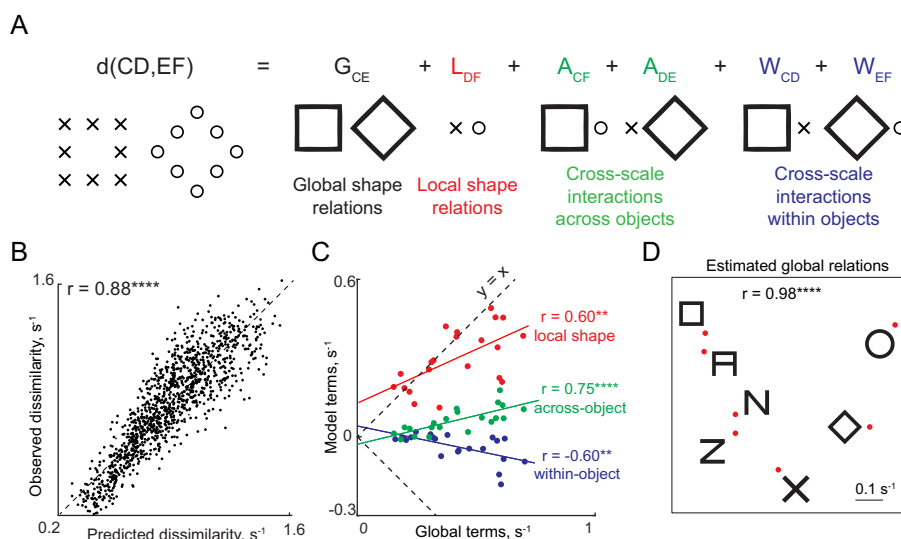 A
d(CD,EF) = G_CE + L_DF + A_CF + A_DE + W_CD + W_EF
Global shape
relations
Local shape
relations
Cross-scale
interactions
across objects
Cross-scale
interactions
within objects
B
1.6
r = 0.88****
Observed dissimilarity, s⁻¹
0.2
1.6
Predicted dissimilarity, s⁻¹
C
0.6
y = x
r = 0.60**
local shape
r = 0.75****
across-object
r = -0.60**
within-object
Model terms, s⁻¹
0
-0.3
0
1
Global terms, s⁻¹
D
Estimated global relations
r = 0.98****
0.1 s⁻¹